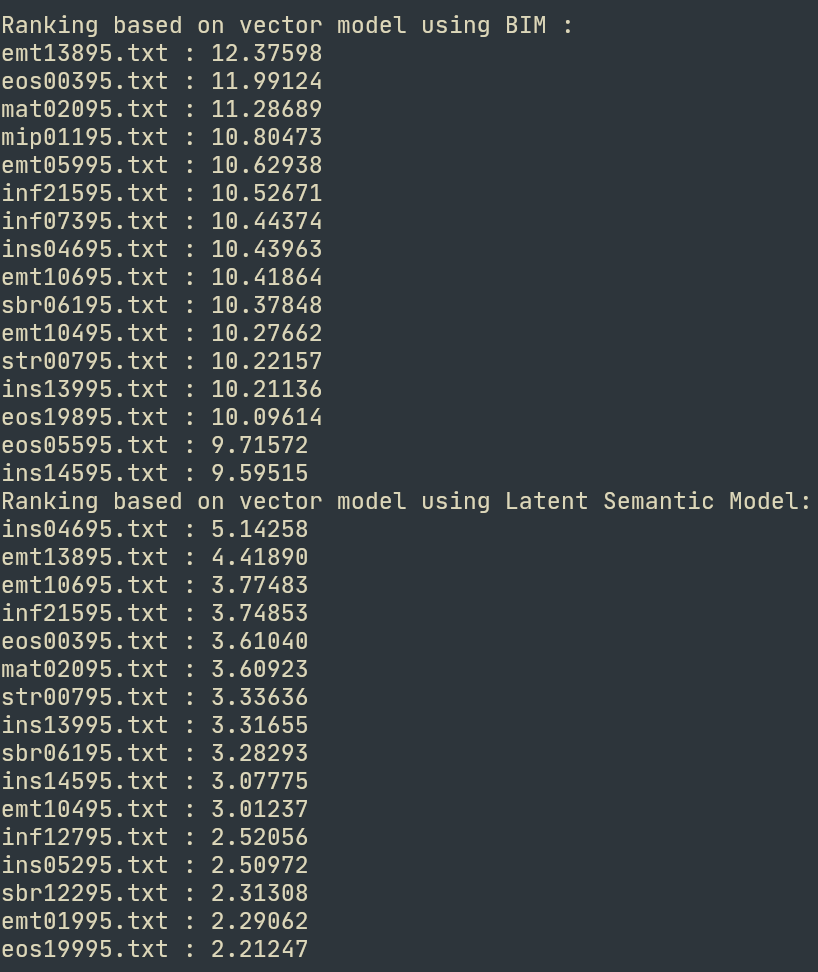 Ranking based on vector model using BIM :
emt13895.txt : 12.37598
eos00395.txt : 11.99124
mat02095.txt : 11.28689
mip01195.txt : 10.80473
emt05995.txt : 10.62938
inf21595.txt : 10.52671
inf07395.txt : 10.44374
ins04695.txt : 10.43963
emt10695.txt : 10.41864
sbr06195.txt : 10.37848
emt10495.txt : 10.27662
str00795.txt : 10.22157
ins13995.txt : 10.21136
eos19895.txt : 10.09614
eos05595.txt : 9.71572
ins14595.txt : 9.59515
Ranking based on vector model using Latent Semantic Model:
ins04695.txt : 5.14258
emt13895.txt : 4.41890
emt10695.txt : 3.77483
inf21595.txt : 3.74853
eos00395.txt : 3.61040
mat02095.txt : 3.60923
str00795.txt : 3.33636
ins13995.txt : 3.31655
sbr06195.txt : 3.28293
ins14595.txt : 3.07775
emt10495.txt : 3.01237
inf12795.txt : 2.52056
ins05295.txt : 2.50972
sbr12295.txt : 2.31308
emt01995.txt : 2.29062
eos19995.txt : 2.21247